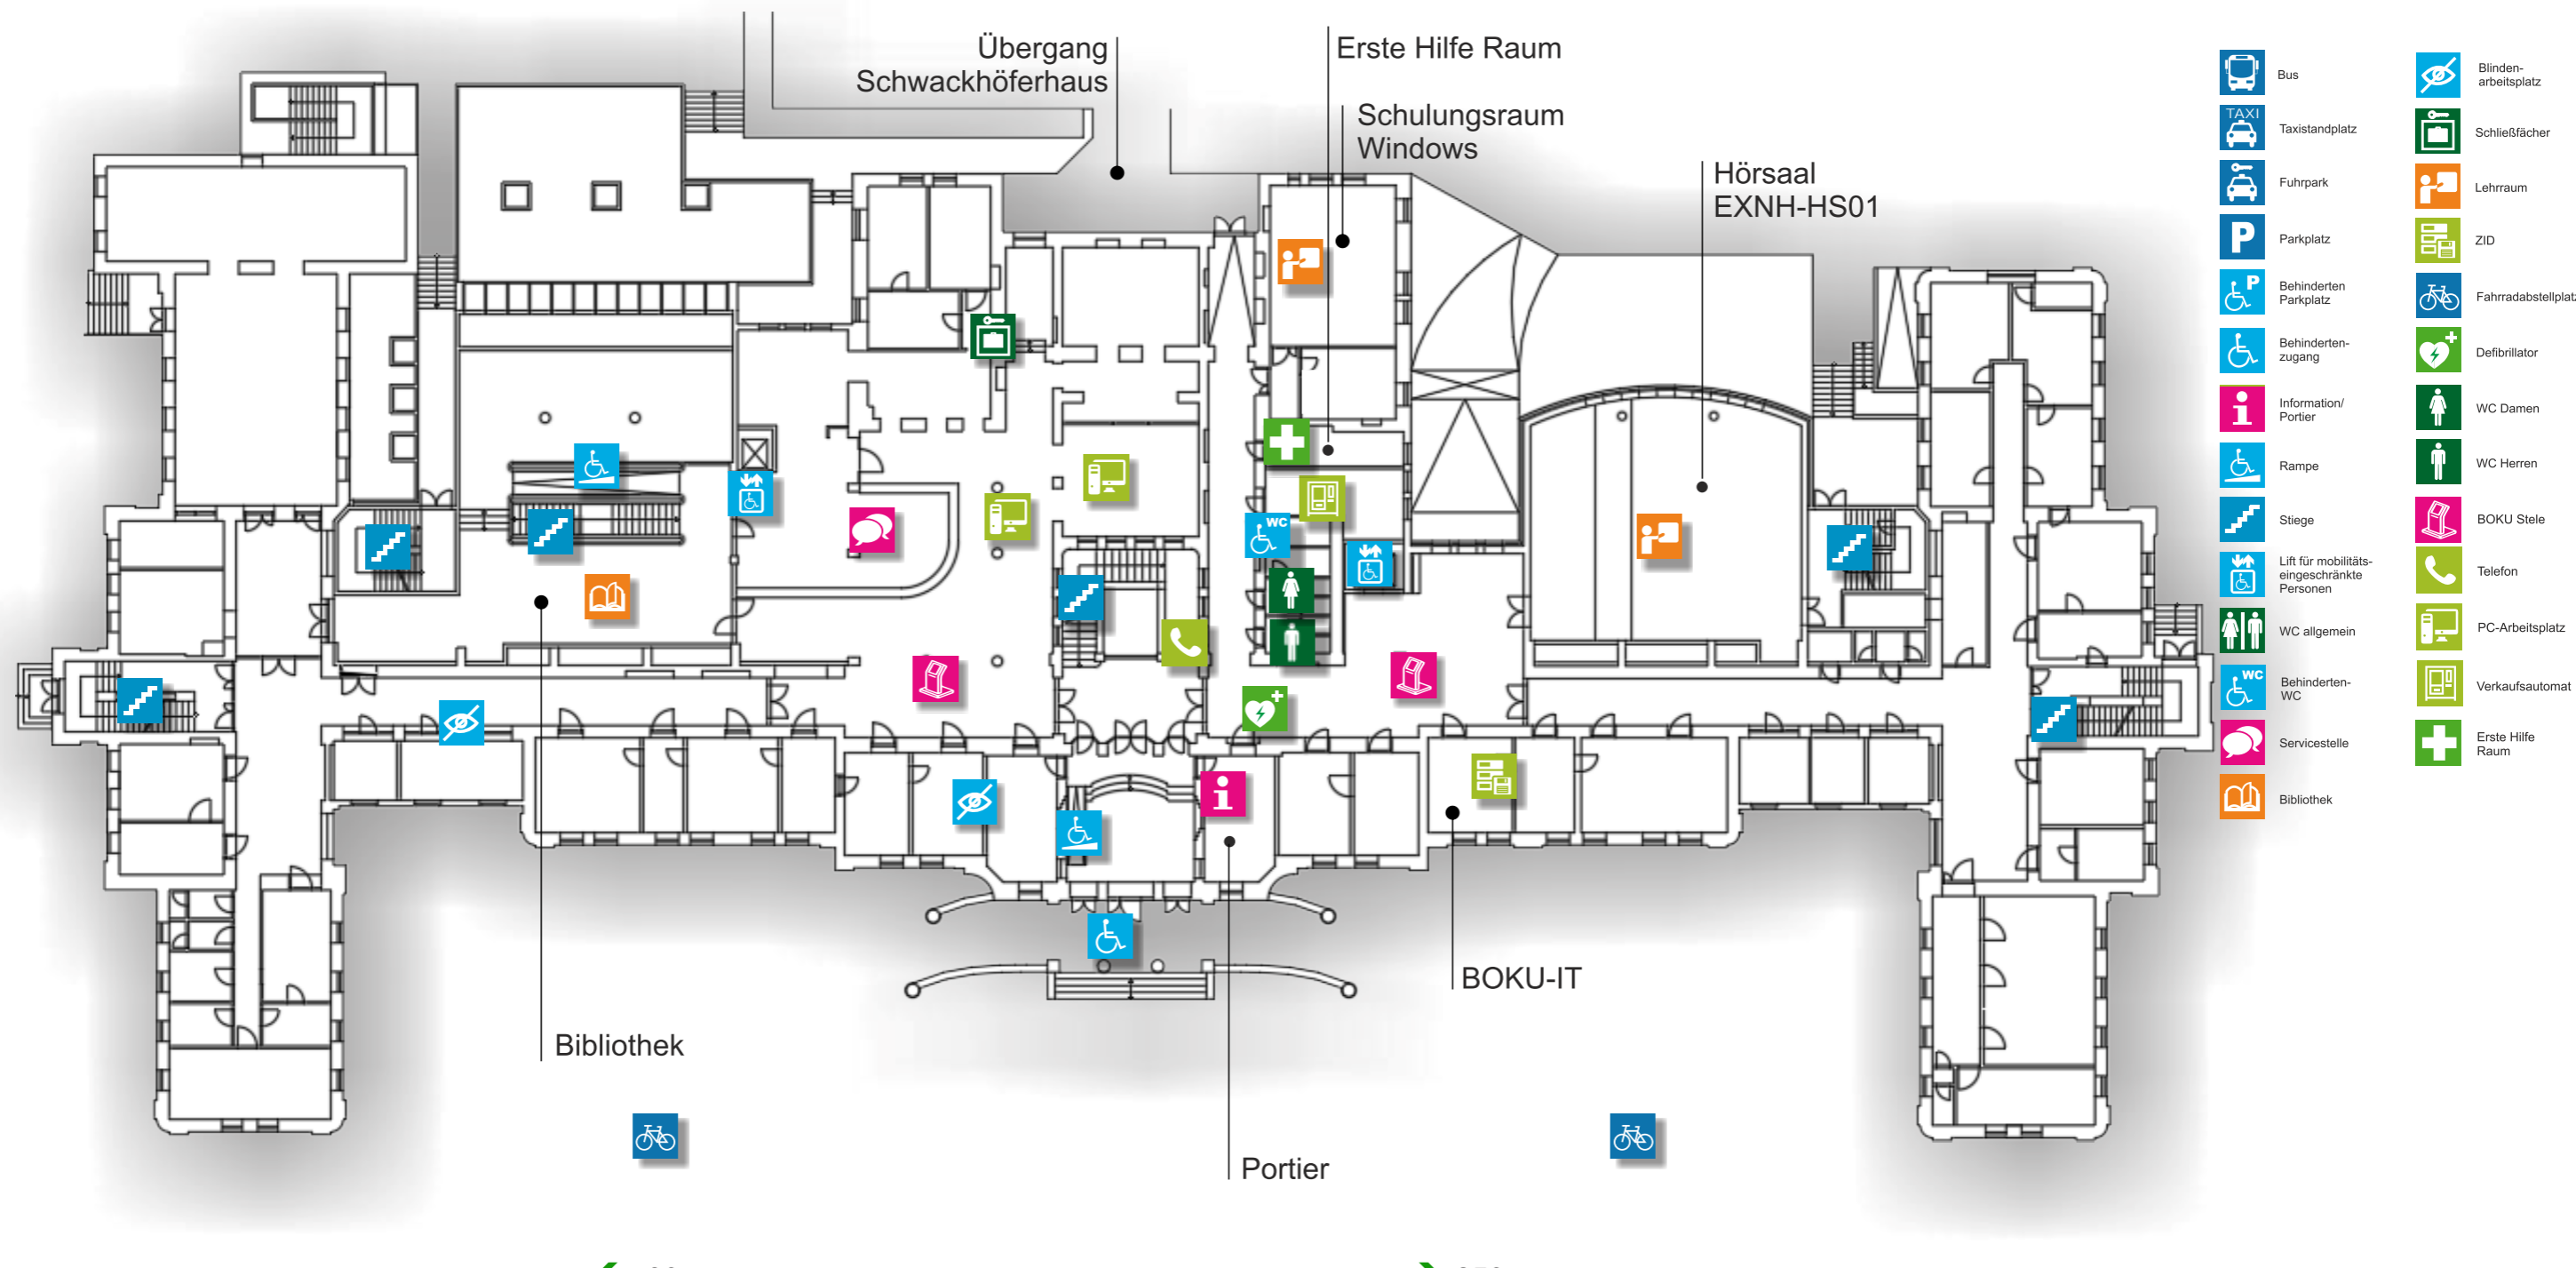 Übergang
Schwackhöferhaus
Erste Hilfe Raum
Schulungsraum
Windows
Hörsaal
EXNH-HS01
WC
Bibliothek
BOKU-IT
Portier
Bus
TAXI
Taxistandplatz
Fuhrpark
P
Parkplatz
P
Behinderten
Parkplatz
Behinderten-
zugang
Information/
Portier
Rampe
Stiege
Lift für mobilitäts-
eingeschränkte
Personen
WC allgemein
WC
Behinderten-
WC
Servicestelle
Bibliothek
Blinden-
arbeitsplatz
Schließfächer
Lehrraum
ZID
Fahrradabstellplatz
Defibrillator
WC Damen
WC Herren
BOKU Stele
Telefon
PC-Arbeitsplatz
Verkaufsautomat
Erste Hilfe
Raum